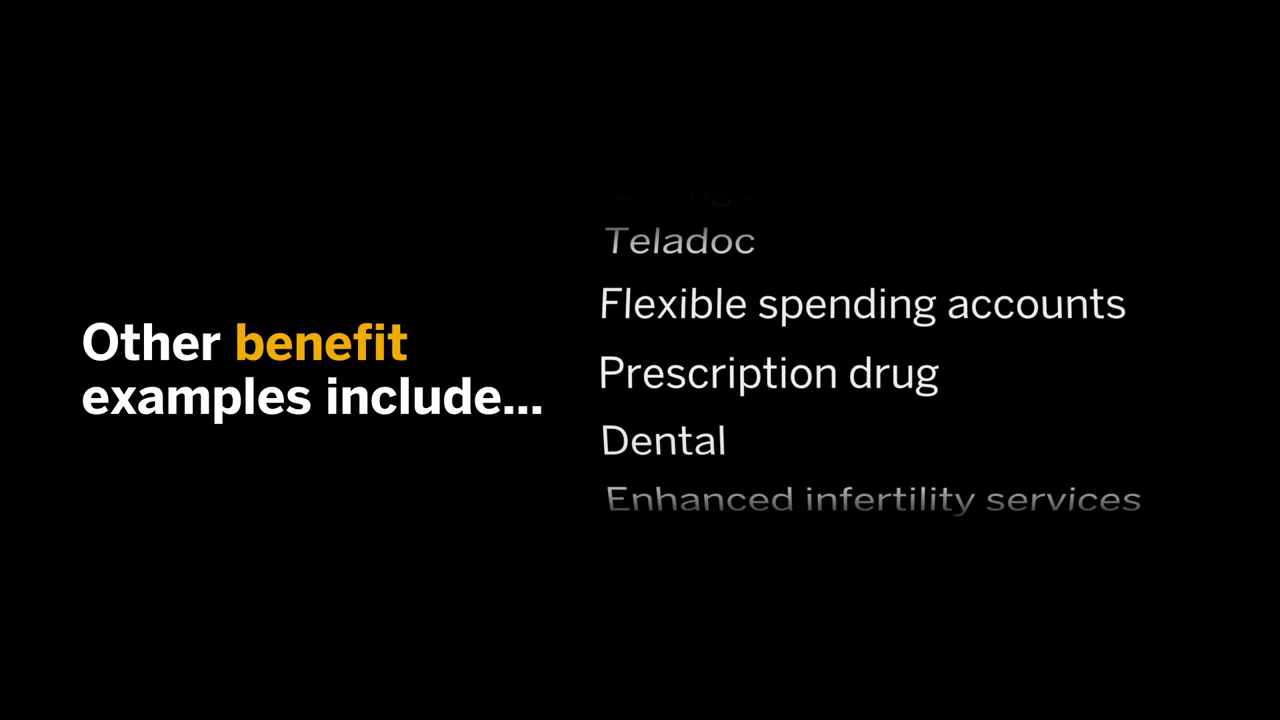 Other benefit
examples include...
Teladoc
Flexible spending accounts
Prescription drug
Dental
Enhanced infertility services